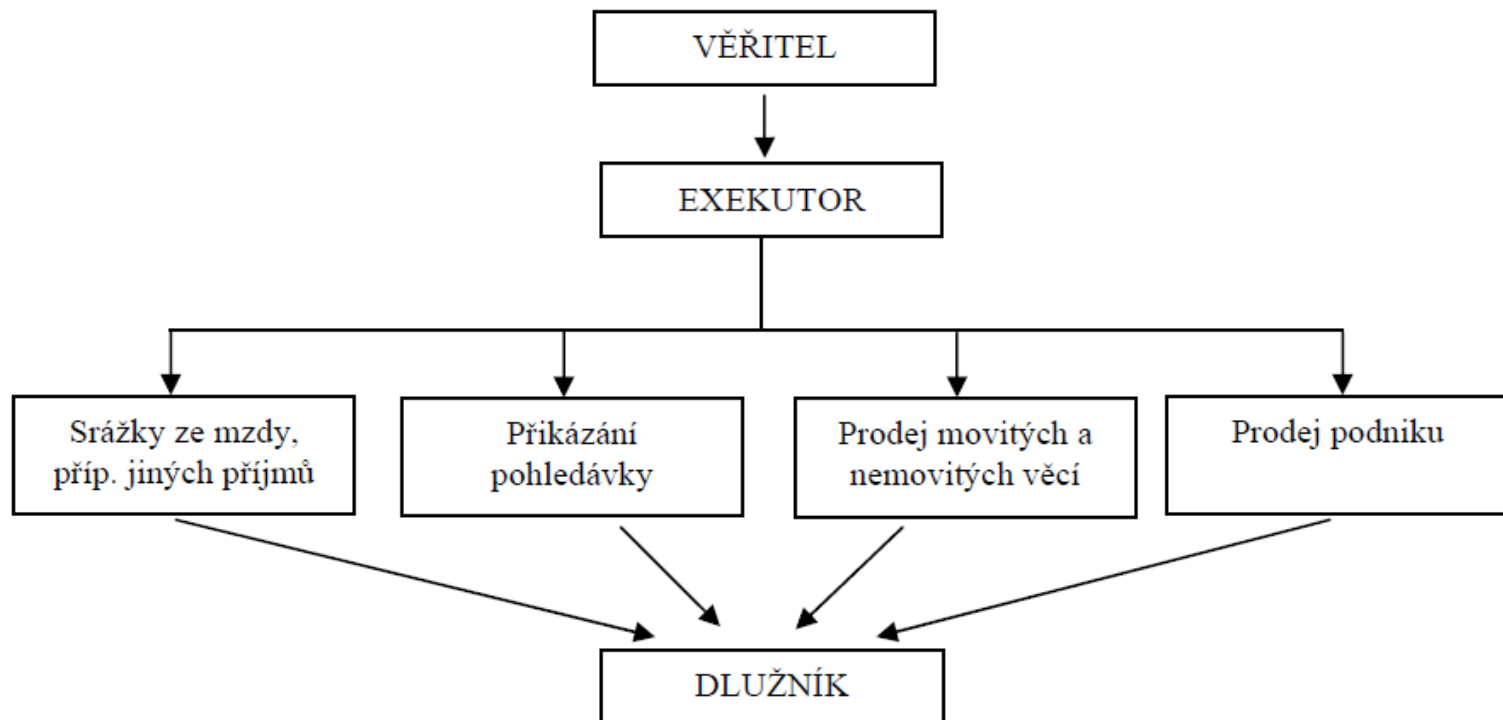 VĚŘITEL
EXEKUTOR
Srážky ze mzdy,
příp. jiných příjmů
Přikázání
pohledávky
Prodej movitých a
nemovitých věcí
Prodej podniku
DLUŽNÍK